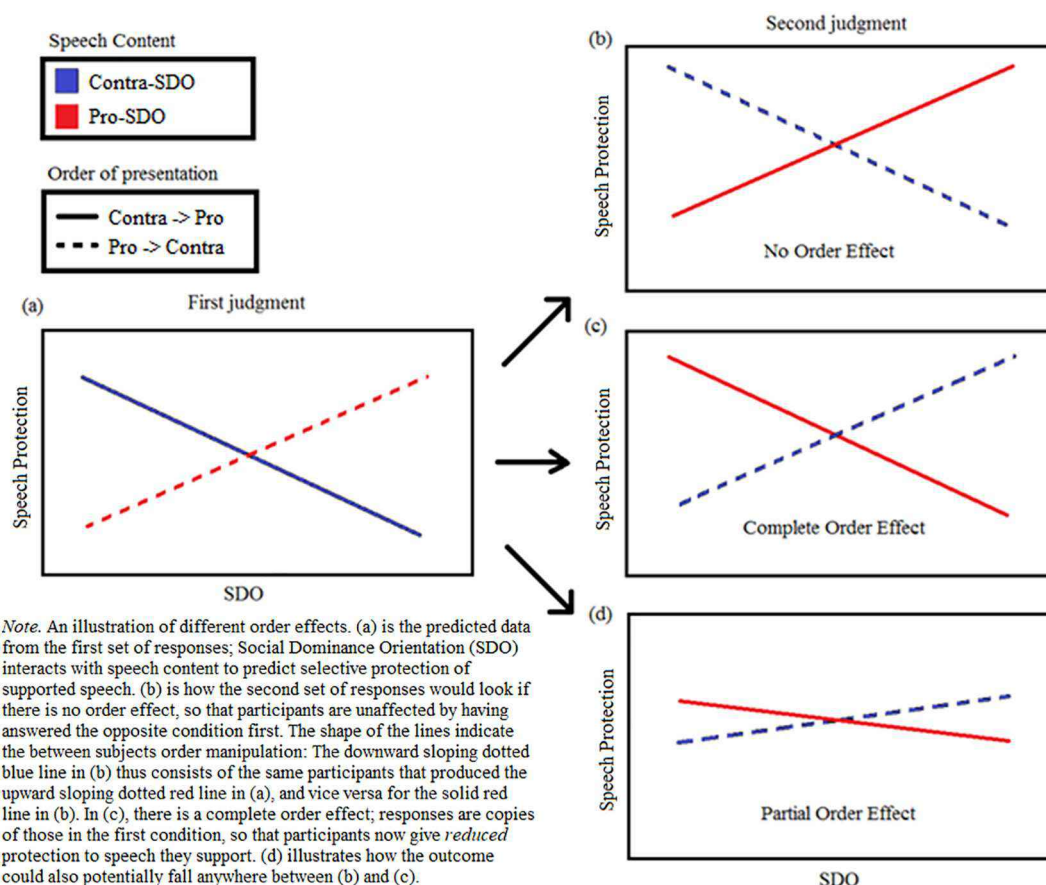 Speech Content
Contra-SDO
Pro-SDO
Order of presentation
Contra -> Pro
Pro -> Contra
(a)
First judgment
Speech Protection
SDO
Second judgment
(b)
Speech Protection
No Order Effect
(c)
Speech Protection
Complete Order Effect
(d)
Speech Protection
Partial Order Effect
SDO
Note. An illustration of different order effects. (a) is the predicted data
from the first set of responses; Social Dominance Orientation (SDO)
interacts with speech content to predict selective protection of
supported speech. (b) is how the second set of responses would look if
there is no order effect, so that participants are unaffected by having
answered the opposite condition first. The shape of the lines indicate
the between subjects order manipulation: The downward sloping dotted
blue line in (b) thus consists of the same participants that produced the
upward sloping dotted red line in (a), and vice versa for the solid red
line in (b). In (c), there is a complete order effect; responses are copies
of those in the first condition, so that participants now give reduced
protection to speech they support. (d) illustrates how the outcome
could also potentially fall anywhere between (b) and (c).